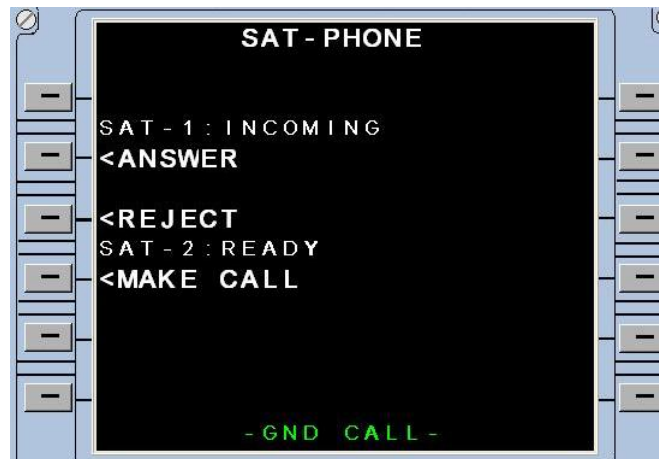 SAT-PHONE
SAT-1:INCOMING
<ANSWER
<REJECT
SAT-2:READY
<MAKE CALL
-GND CALL-